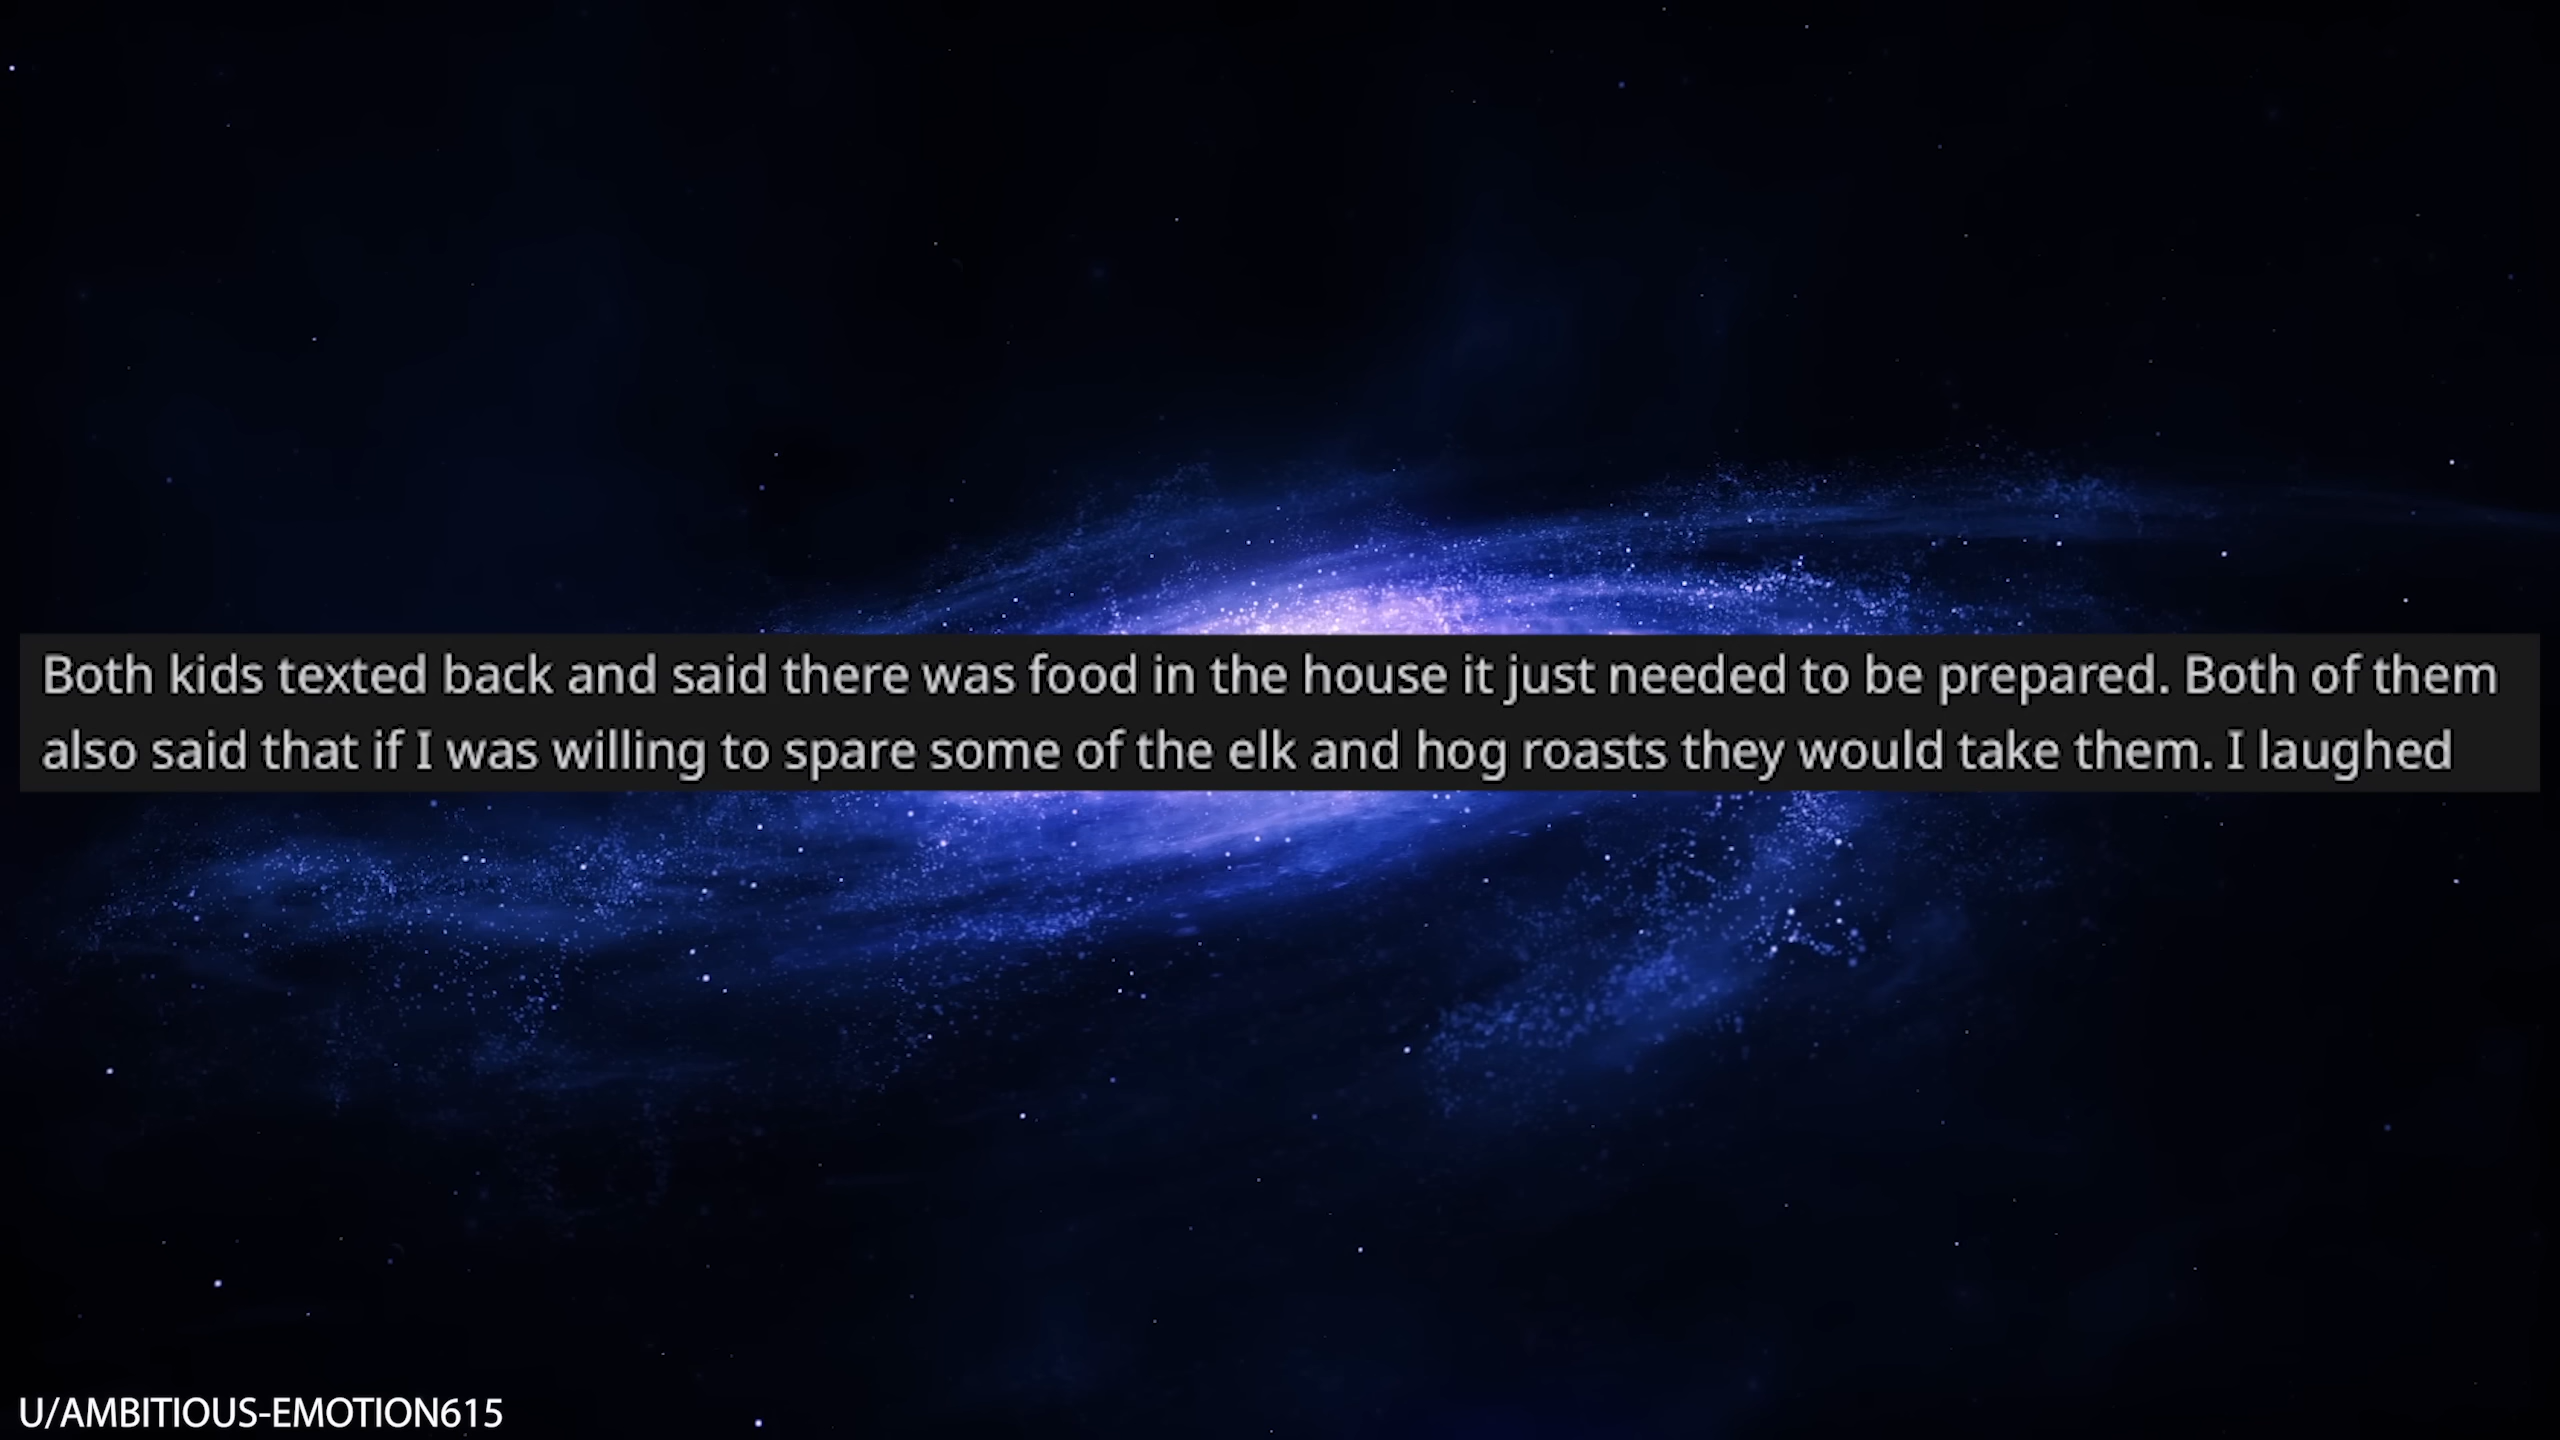 Both kids texted back and said there was food in the house it just needed to be prepared. Both of them
also said that if I was willing to spare some of the elk and hog roasts they would take them. I laughed
U/AMBITIOUS-EMOTION615